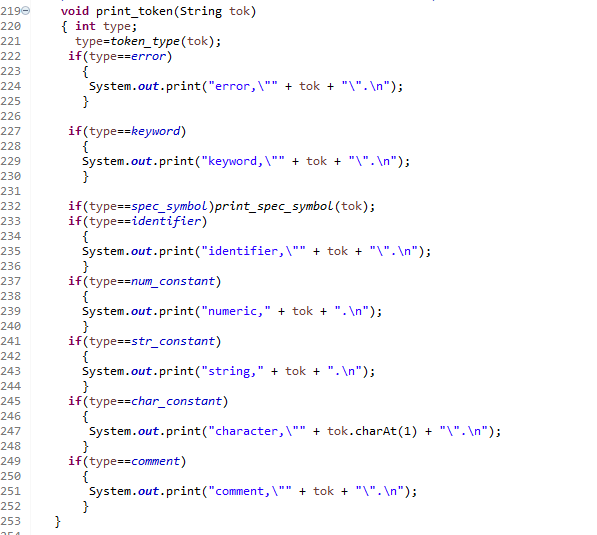 219 void print_token(String tok)
220 { int type;
221 type=token_type(tok);
222 if(type==error)
223 {
224 System.out.print("error,\"" + tok + "\".\n");
225 }
226
227 if(type==keyword)
228 {
229 System.out.print("keyword,\"" + tok + "\".\n");
230 }
231
232 if(type==spec_symbol)print_spec_symbol(tok);
233 if(type==identifier)
234 {
235 System.out.print("identifier,\"" + tok + "\".\n");
236 }
237 if(type==num_constant)
238 {
239 System.out.print("numeric," + tok + ".\n");
240 }
241 if(type==str_constant)
242 {
243 System.out.print("string," + tok + ".\n");
244 }
245 if(type==char_constant)
246 {
247 System.out.print("character,\"" + tok.charAt(1) + "\".\n");
248 }
249 if(type==comment)
250 {
251 System.out.print("comment,\"" + tok + "\".\n");
252 }
253 }